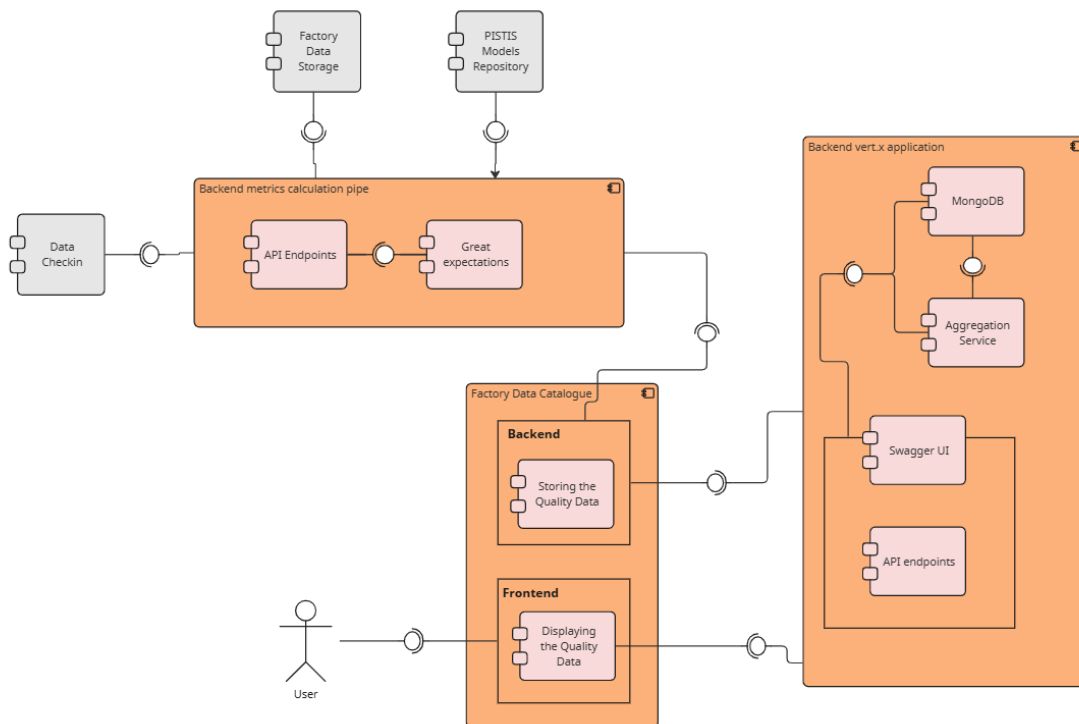 Factory
Data
Storage
PISTIS
Models
Repository
Backend vert.x application
Backend metrics calculation pipe
MongoDB
Data
Checkin
API Endpoints
Great
expectations
Aggregation
Service
Factory Data Catalogue
Backend
Swagger UI
Storing the
Quality Data
API endpoints
Frontend
Displaying
the Quality
Data
User